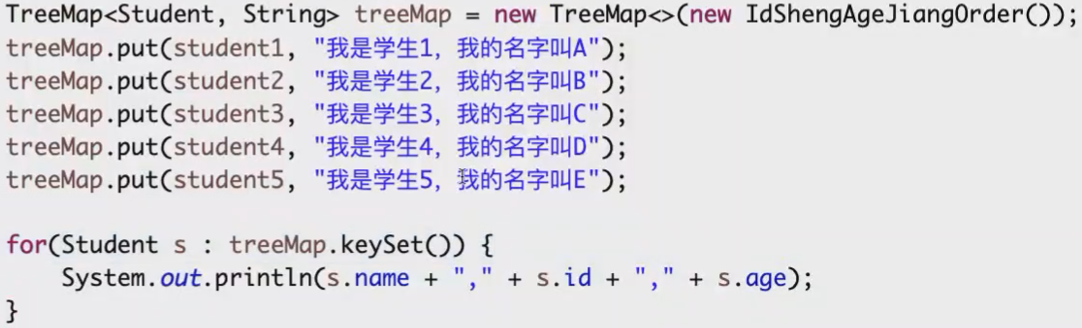 TreeMap<Student, String> treeMap = new TreeMap<>(new IdShengAgeJiangOrder());
treeMap.put(student1, "我是学生1，我的名字叫A");
treeMap.put(student2, "我是学生2，我的名字叫B");
treeMap.put(student3, "我是学生3，我的名字叫C");
treeMap.put(student4, "我是学生4，我的名字叫D");
treeMap.put(student5, "我是学生5，我的名字叫E");
for(Student s : treeMap.keySet()) {
    System.out.println(s.name + "," + s.id + "," + s.age);
}